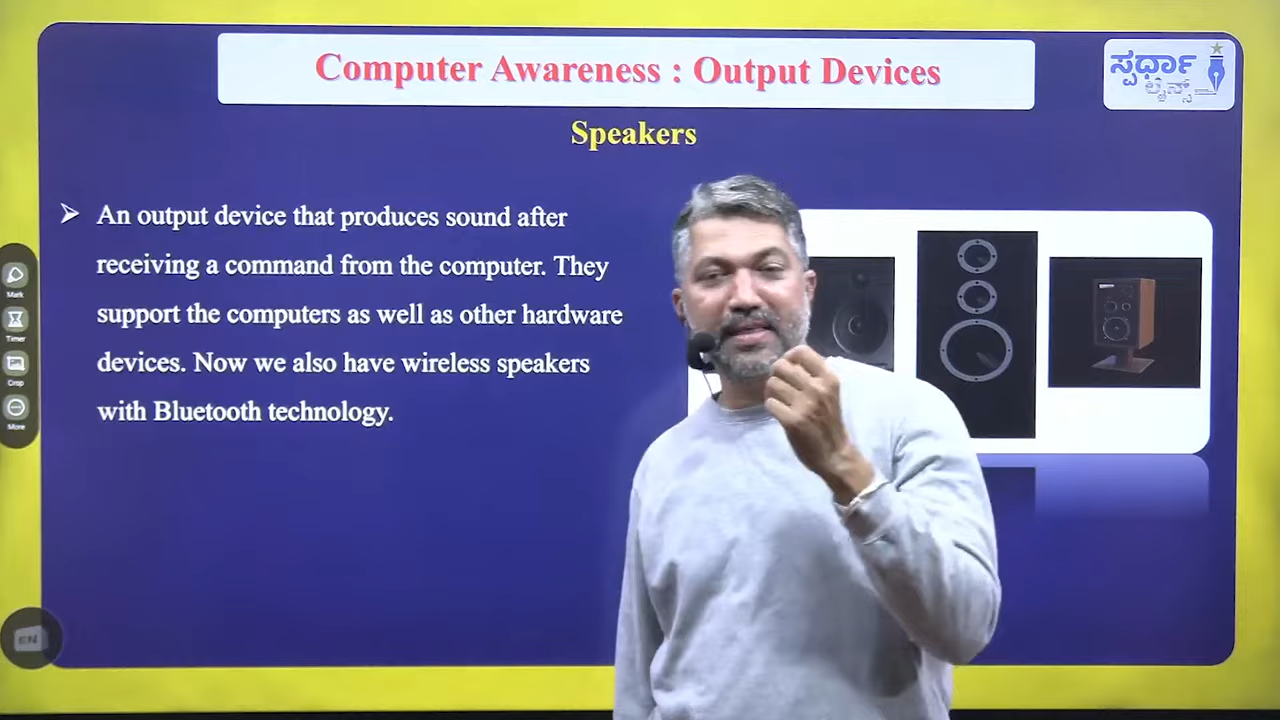 Computer Awareness : Output Devices
ಸ್ಪರ್ಧಾ
ಲೈನ್ಸ್
Speakers
An output device that produces sound after
receiving a command from the computer. They
support the computers as well as other hardware
devices. Now we also have wireless speakers
with Bluetooth technology.
Mark
Timer
Crop
More
EN